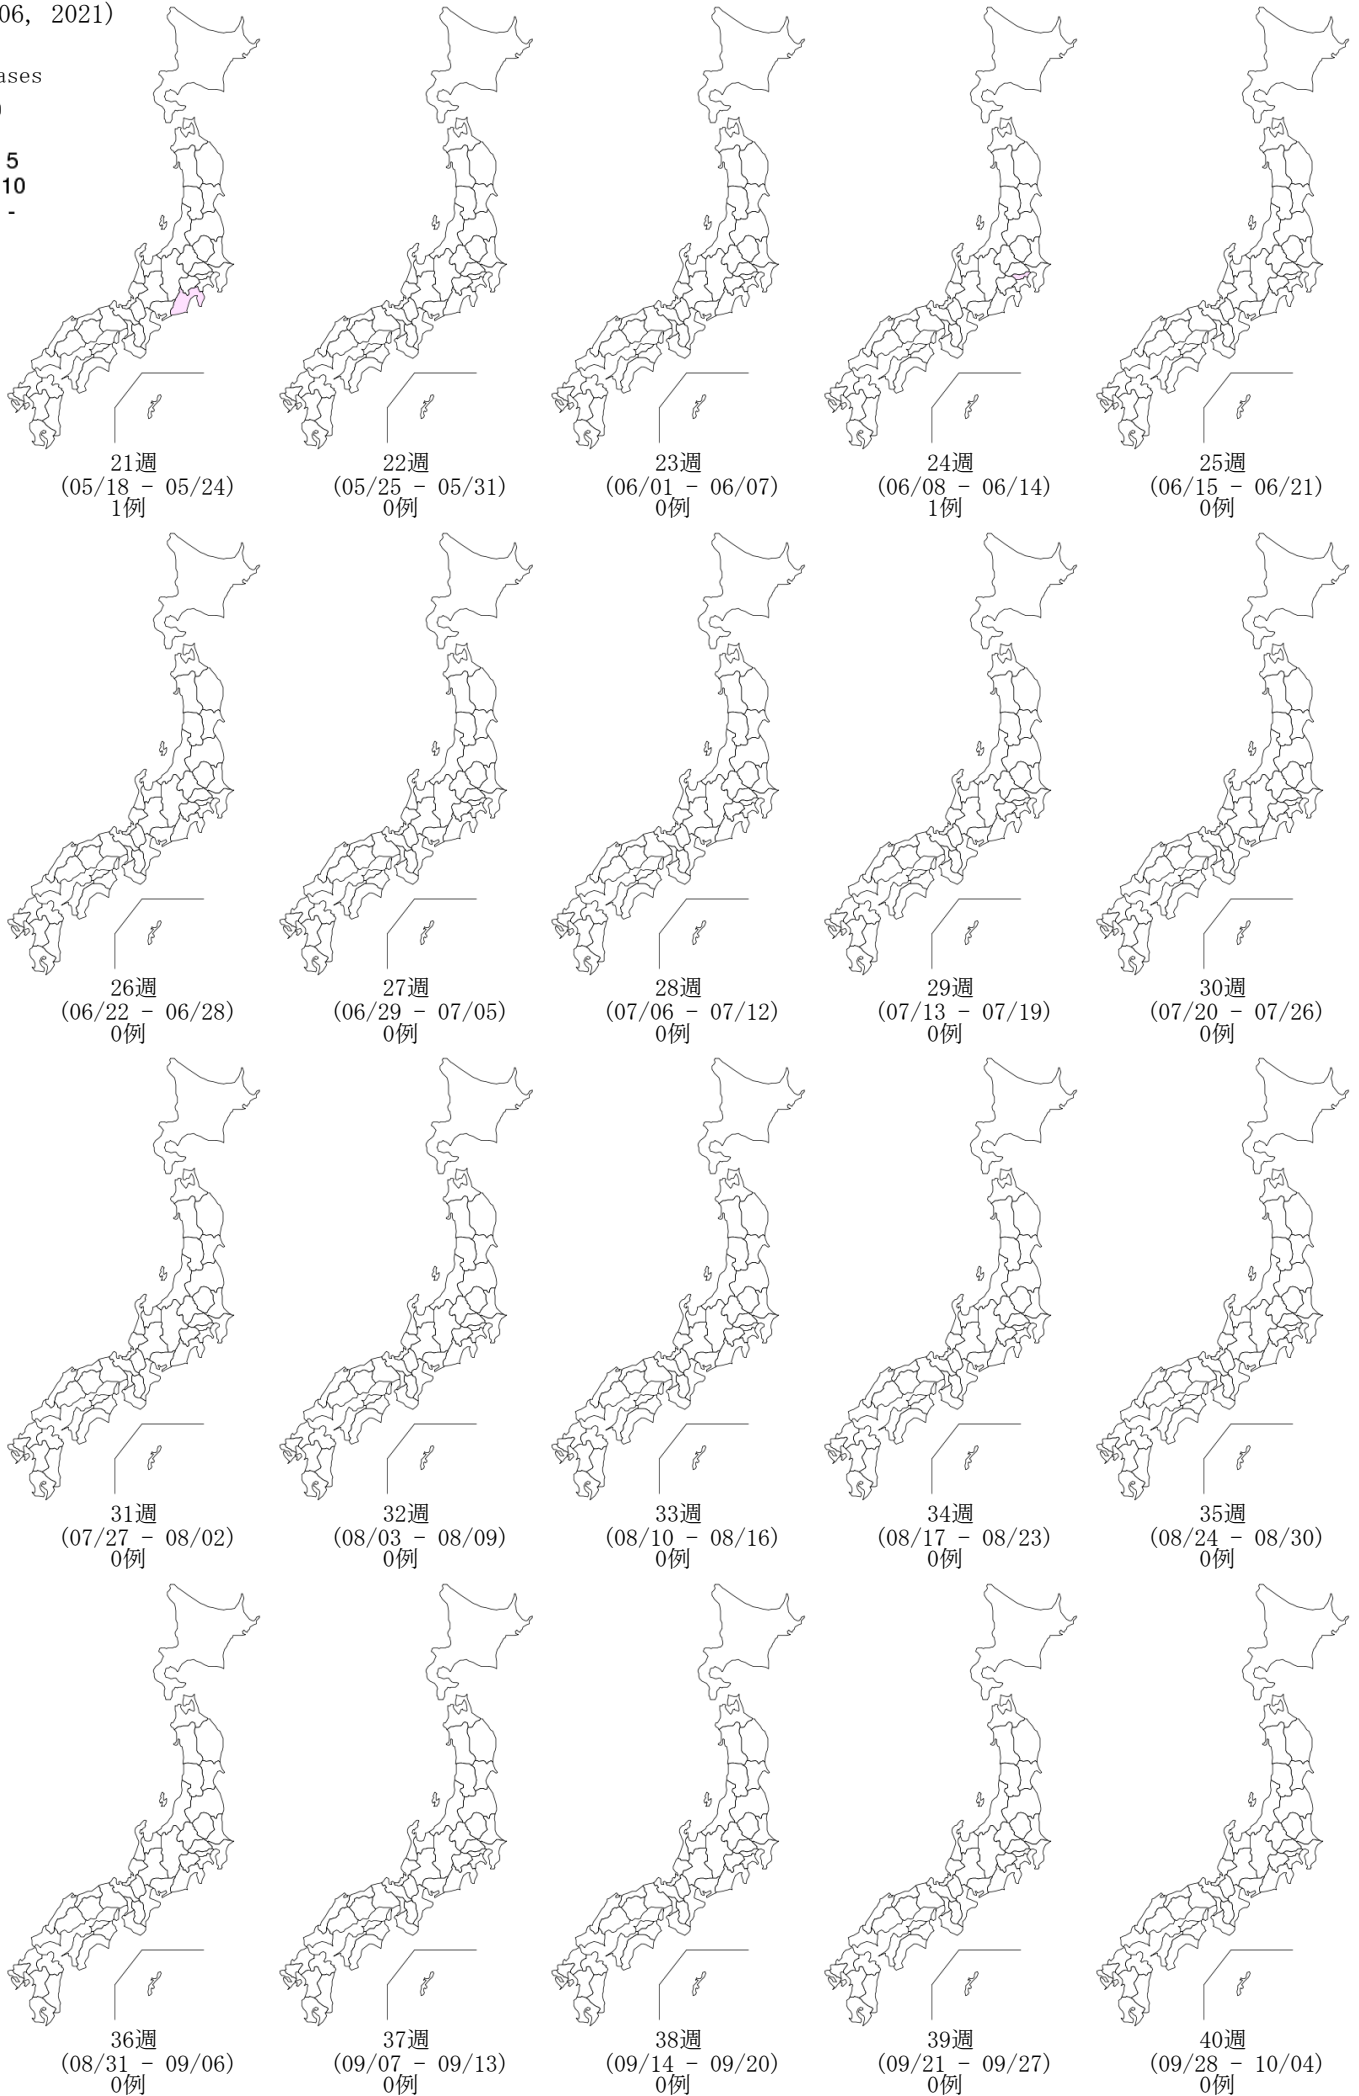 06, 2021)
ases
5
10
-
21週
(05/18 - 05/24)
1例
22週
(05/25 - 05/31)
0例
23週
(06/01 - 06/07)
0例
24週
(06/08 - 06/14)
1例
25週
(06/15 - 06/21)
0例
26週
(06/22 - 06/28)
0例
27週
(06/29 - 07/05)
0例
28週
(07/06 - 07/12)
0例
29週
(07/13 - 07/19)
0例
30週
(07/20 - 07/26)
0例
31週
(07/27 - 08/02)
0例
32週
(08/03 - 08/09)
0例
33週
(08/10 - 08/16)
0例
34週
(08/17 - 08/23)
0例
35週
(08/24 - 08/30)
0例
36週
(08/31 - 09/06)
0例
37週
(09/07 - 09/13)
0例
38週
(09/14 - 09/20)
0例
39週
(09/21 - 09/27)
0例
40週
(09/28 - 10/04)
0例